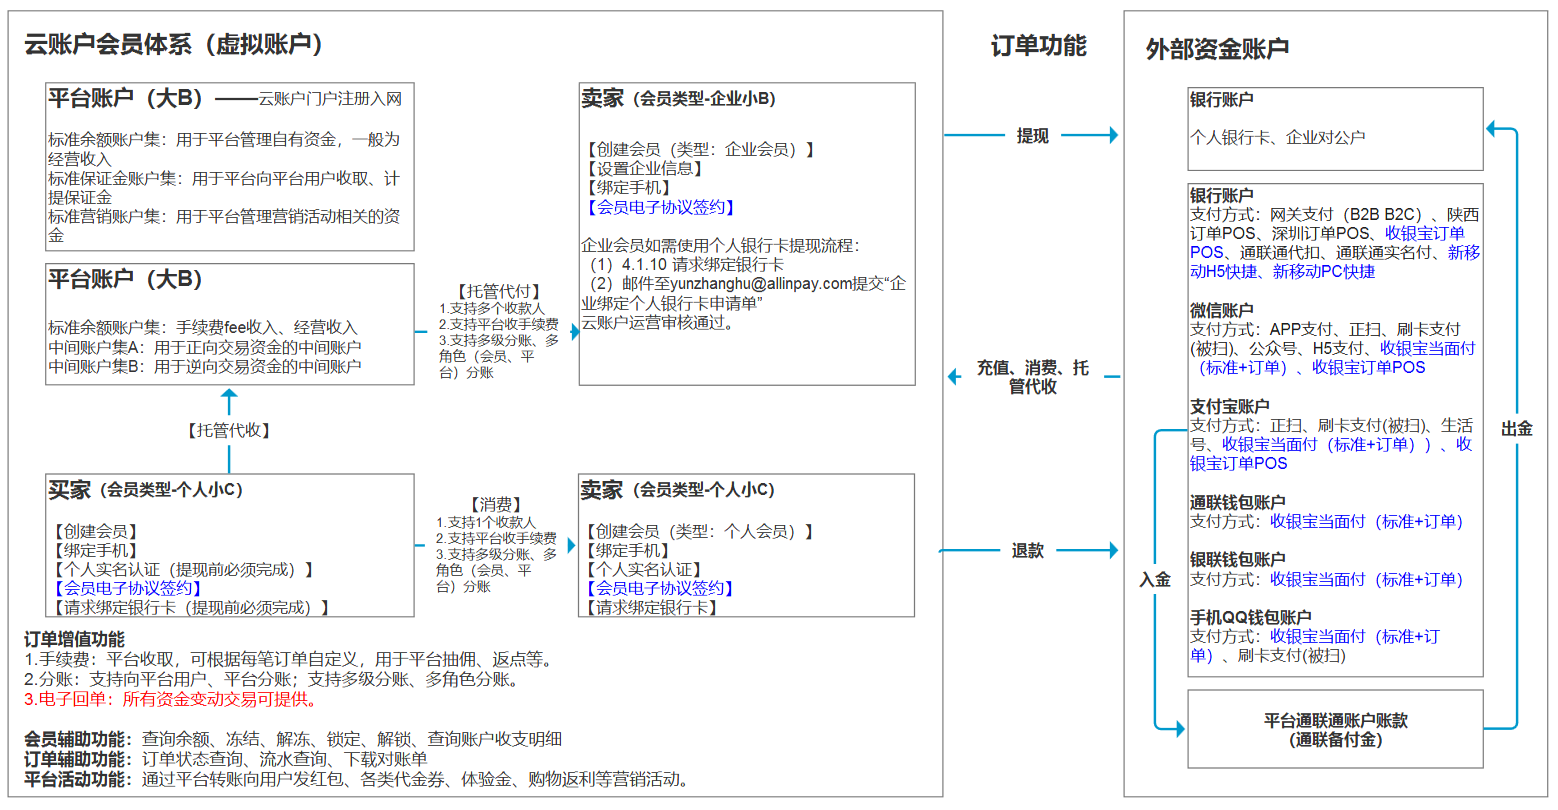 云账户会员体系（虚拟账户）
平台账户（大B）——云账户门户注册入网
标准余额账户集：用于平台管理自有资金，一般为
经营收入
标准保证金账户集：用于平台向平台用户收取、计
提保证金
标准营销账户集：用于平台管理营销活动相关的资
金
平台账户（大B）
标准余额账户集：手续费fee收入、经营收入
中间账户集A：用于正向交易资金的中间账户
中间账户集B：用于逆向交易资金的中间账户
【托管代收】
买家（会员类型-个人小C）
【创建会员】
【绑定手机】
【个人实名认证（提现前必须完成）】
【会员电子协议签约】
【请求绑定银行卡（提现前必须完成）】
【托管代付】
1.支持多个收款人
2.支持平台收手续费
3.支持多级分账、多
角色（会员、平
台）分账
【消费】
1.支持1个收款人
2.支持平台收手续费
3.支持多级分账、多
角色（会员、平
台）分账
卖家（会员类型-企业小B）
【创建会员（类型：企业会员）】
【设置企业信息】
【绑定手机】
【会员电子协议签约】
企业会员如需使用个人银行卡提现流程：
（1）4.1.10 请求绑定银行卡
（2）邮件至yunzhanghu@allinpay.com提交“企
业绑定个人银行卡申请单”
云账户运营审核通过。
卖家（会员类型-个人小C）
【创建会员（类型：个人会员）】
【绑定手机】
【个人实名认证】
【会员电子协议签约】
【请求绑定银行卡】
订单增值功能
1.手续费：平台收取，可根据每笔订单自定义，用于平台抽佣、返点等。
2.分账：支持向平台用户、平台分账；支持多级分账、多角色分账。
3.电子回单：所有资金变动交易可提供。
会员辅助功能：查询余额、冻结、解冻、锁定、解锁、查询账户收支明细
订单辅助功能：订单状态查询、流水查询、下载对账单
平台活动功能：通过平台转账向用户发红包、各类代金券、体验金、购物返利等营销活动。
订单功能
提现
充值、消费、托
管代收
退款
外部资金账户
银行账户
个人银行卡、企业对公户
银行账户
支付方式：网关支付（B2B B2C）、陕西
订单POS、深圳订单POS、收银宝订单
POS、通联通代扣、通联通实名付、新移
动H5快捷、新移动PC快捷
微信账户
支付方式：APP支付、正扫、刷卡支付
(被扫)、公众号、H5支付、收银宝当面付
（标准+订单）、收银宝订单POS
支付宝账户
支付方式：正扫、刷卡支付(被扫)、生活
号、收银宝当面付（标准+订单））、收
银宝订单POS
通联钱包账户
支付方式：收银宝当面付（标准+订单）
银联钱包账户
支付方式：收银宝当面付（标准+订单）
手机QQ钱包账户
支付方式：收银宝当面付（标准+订
单）、刷卡支付(被扫)
平台通联通账户账款
（通联备付金）
入金
出金